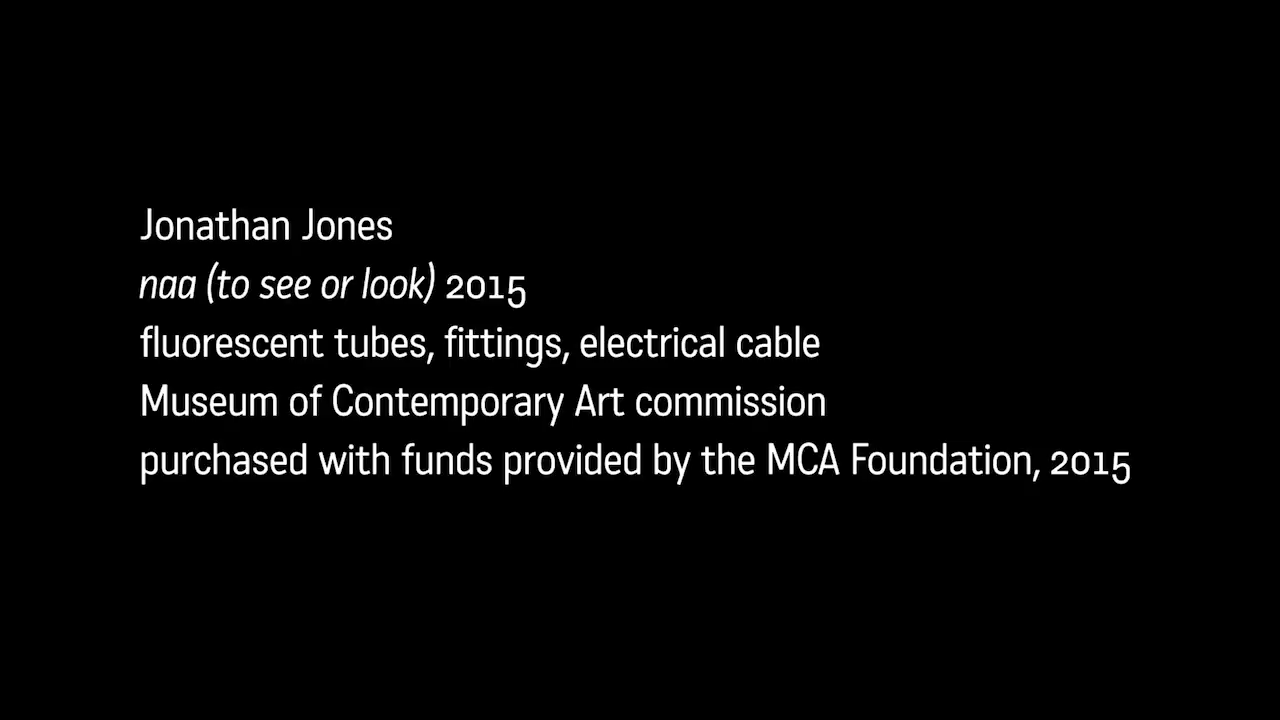 Jonathan Jones
naa (to see or look) 2015
fluorescent tubes, fittings, electrical cable
Museum of Contemporary Art commission
purchased with funds provided by the MCA Foundation, 2015